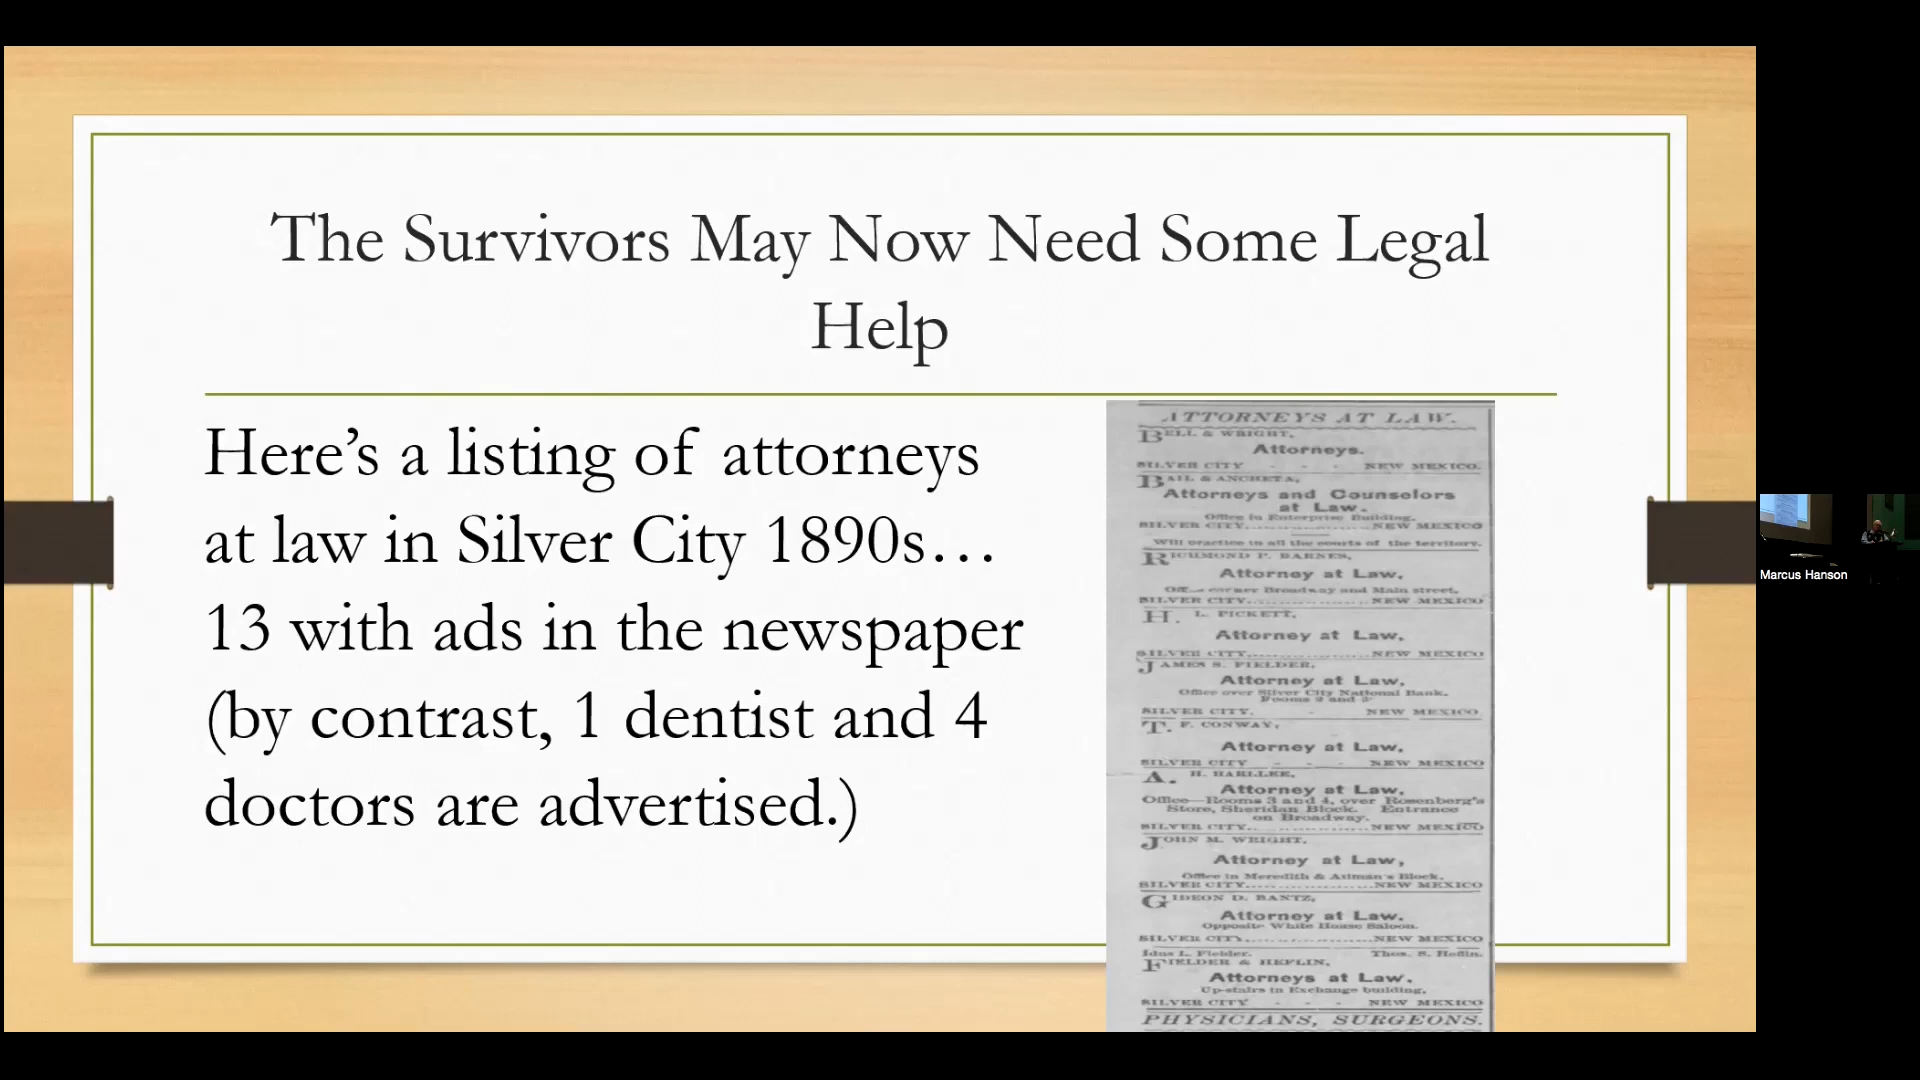 The Survivors May Now Need Some Legal
Help
Here's a listing of attorneys
at law in Silver City 1890s…
13 with ads in the newspaper
(by contrast, 1 dentist and 4
doctors are advertised.)
ATTORNEYS AT LAW.
BELL & WRIGHT,
Attorneys.
SILVER CITY - - - NEW MEXICO.
BAIL & ANCHETA,
Attorneys and Counselors
at Law.
Office in Enterprise Building.
SILVER CITY....................NEW MEXICO
Will practice in all the courts of the territory.
RICHMOND P. BARNES,
Attorney at Law,
Office corner Broadway and Main street,
SILVER CITY....................NEW MEXICO
H. L. PICKETT,
Attorney at Law,
SILVER CITY....................NEW MEXICO
JAMES S. FIELDER,
Attorney at Law,
Office over Silver City National Bank,
Rooms 2 and 3
SILVER CITY, - NEW MEXICO
T. F. CONWAY,
Attorney at Law,
SILVER CITY - - - NEW MEXICO
A. H. HARLLEE,
Attorney at Law,
Office—Rooms 3 and 4, over Rosenberg's
Store, Sheridan Block. Entrance
on Broadway.
SILVER CITY....................NEW MEXICO
JOHN M. WRIGHT,
Attorney at Law,
Office in Meredith & Ailman's Block,
SILVER CITY....................NEW MEXICO
GIDEON D. BANTZ,
Attorney at Law.
Opposite White House Saloon.
SILVER CITY....................NEW MEXICO
Idus L. Fielder. Thos. S. Heflin.
FIELDER & HEFLIN,
Attorneys at Law,
Up-stairs in Exchange building,
SILVER CITY - - - NEW MEXICO
PHYSICIANS, SURGEONS.
Marcus Hanson